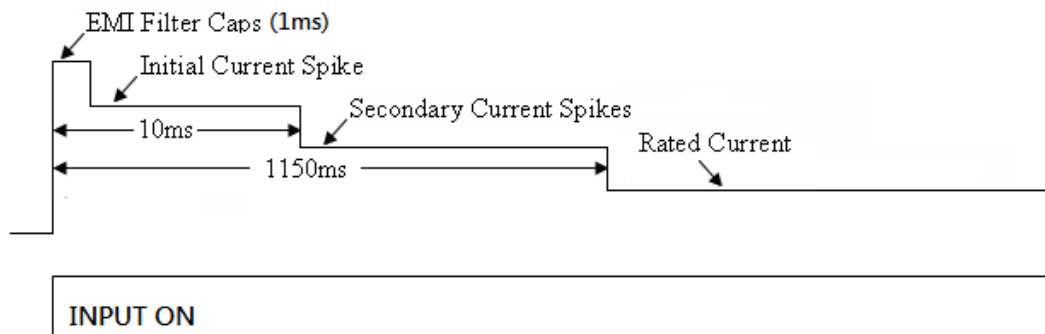 EMI Filter Caps (1ms)
Initial Current Spike
Secondary Current Spikes
10ms
Rated Current
1150ms
INPUT ON